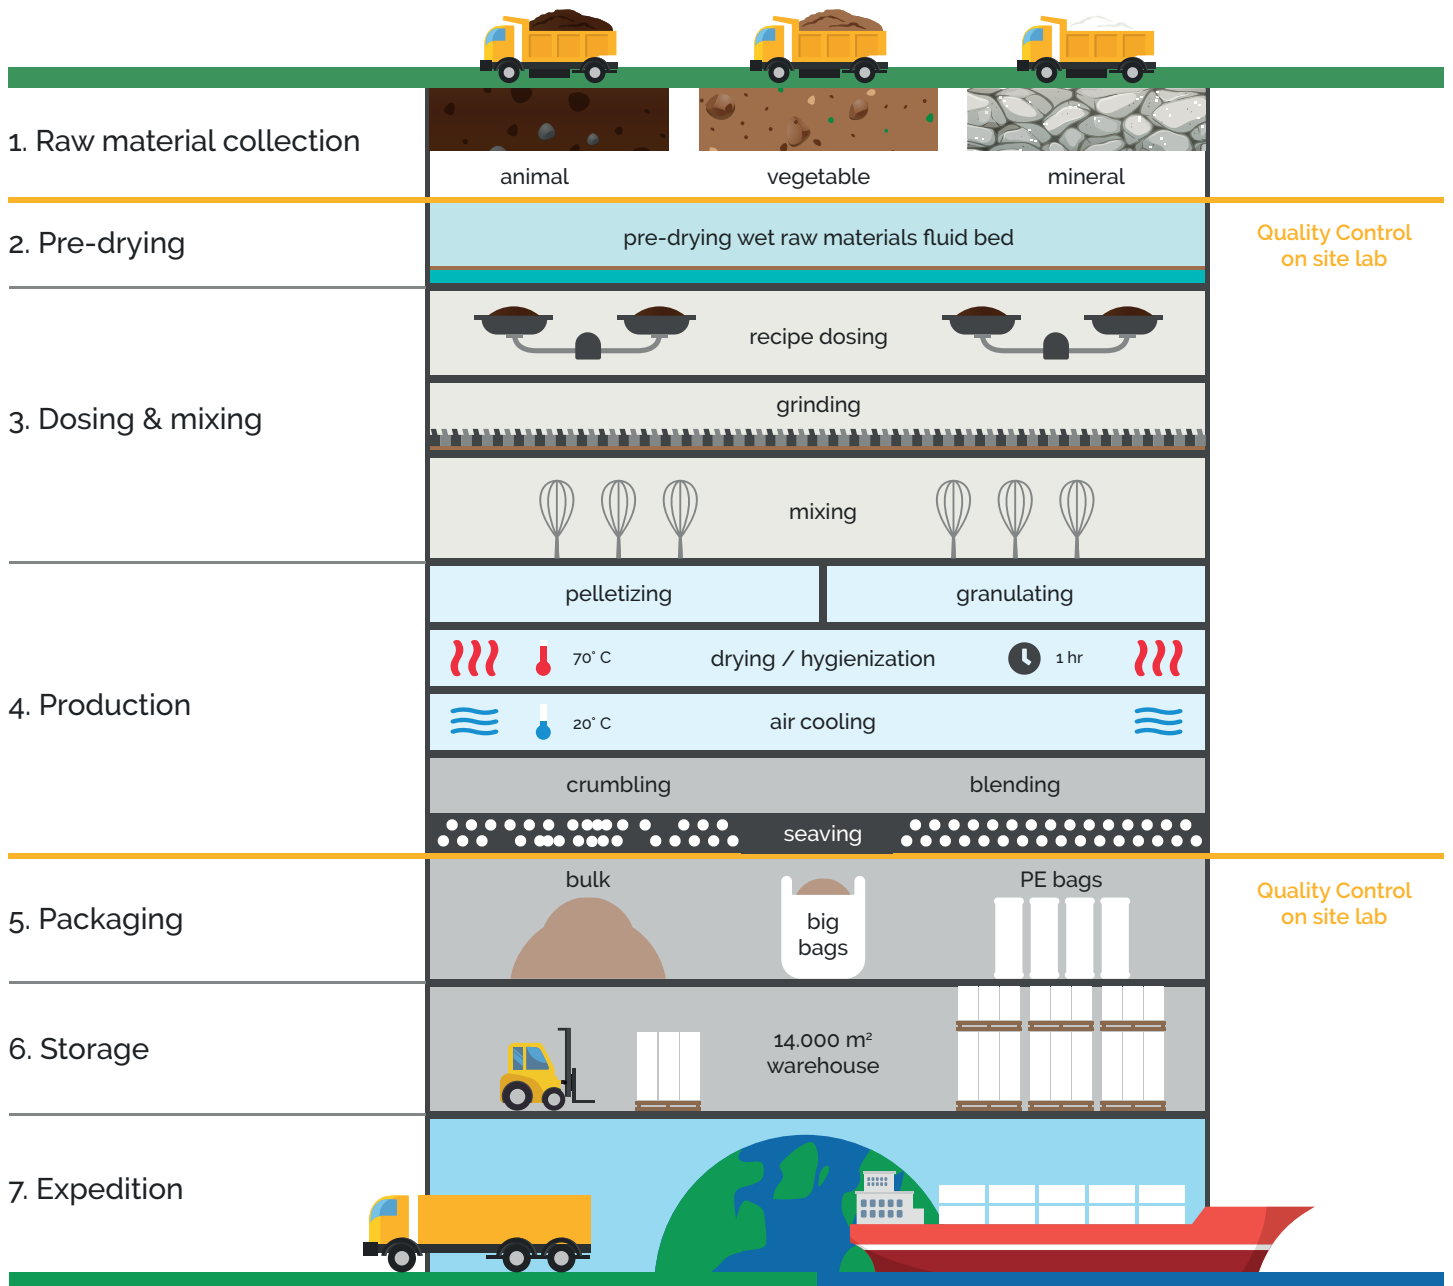 1. Raw material collection
animal
vegetable
mineral
2. Pre-drying
pre-drying wet raw materials fluid bed
Quality Control
on site lab
3. Dosing & mixing
recipe dosing
grinding
mixing
4. Production
pelletizing
granulating
70° C
drying / hygienization
1 hr
20° C
air cooling
crumbling
blending
seaving
5. Packaging
bulk
big
bags
PE bags
Quality Control
on site lab
6. Storage
14.000 m²
warehouse
7. Expedition